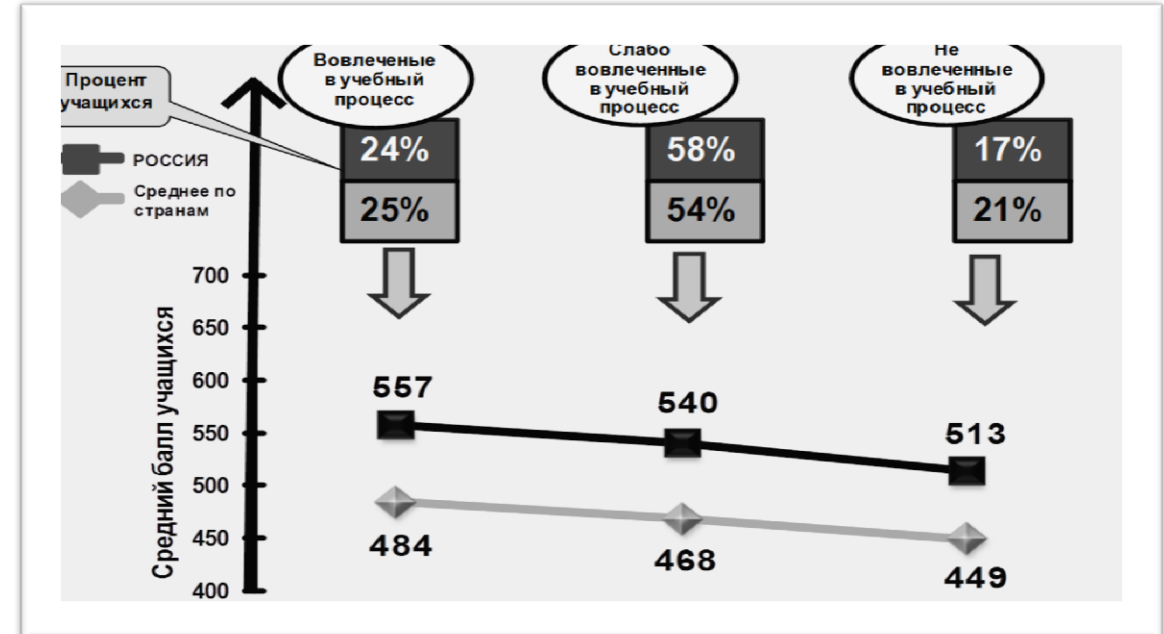 Процент
учащихся
РОССИЯ
Среднее по
странам
Вовлеченые
в учебный
процесс
24%
25%
Слабо
вовлеченные
в учебный
процесс
58%
54%
Не
вовлеченные
в учебный
процесс
17%
21%
Средний балл учащихся
700
650
600
550
500
450
400
557
540
513
484
468
449